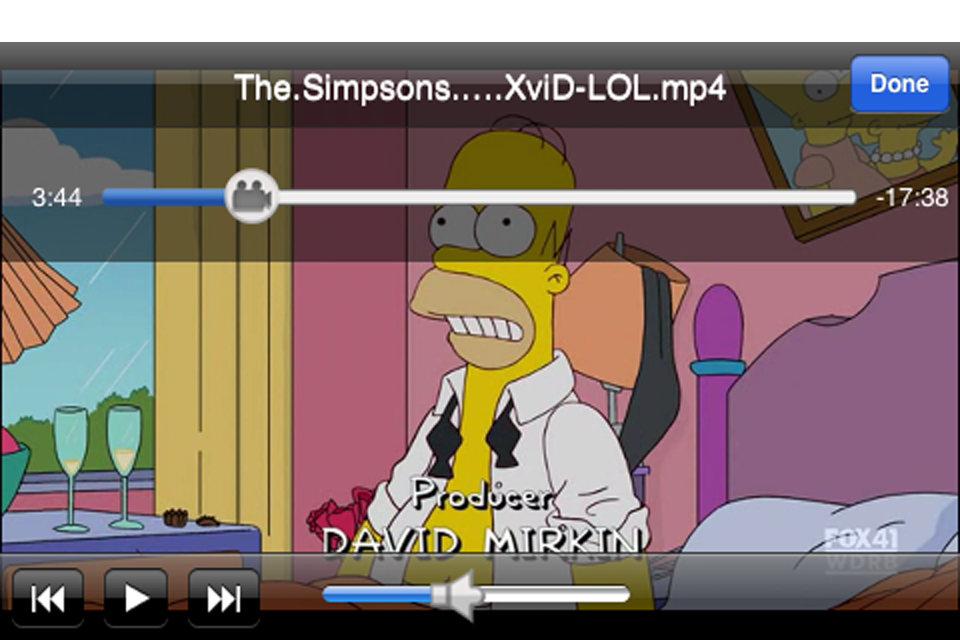 The.Simpsons.....XviD-LOL.mp4
Done
3:44
-17:38
Producer
DAVID MIRKIN
FOX41
WDRB